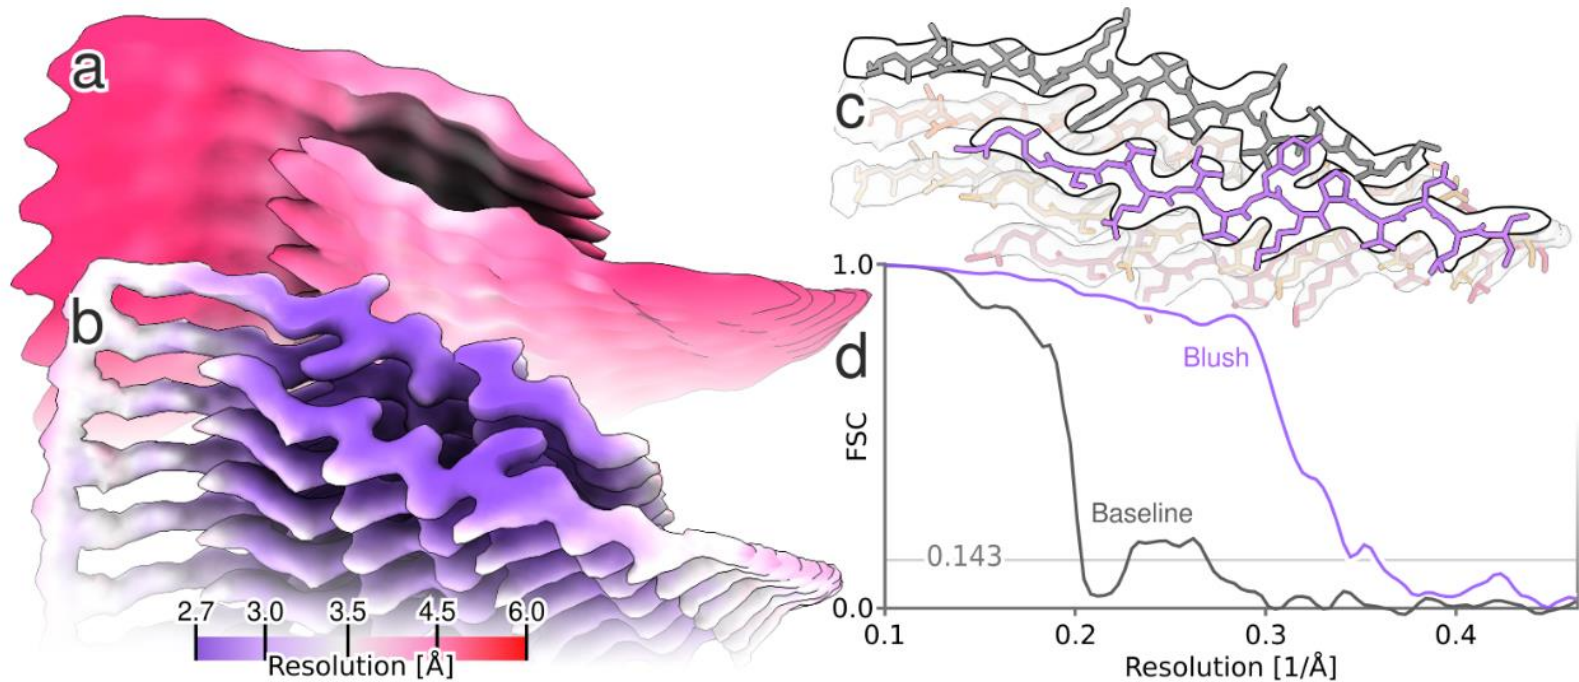 a
b
2.7 3.0 3.5 4.5 6.0
Resolution [Å]
c
d
1.0
FSC
Blush
Baseline
0.143
0.0
0.1 0.2 0.3 0.4
Resolution [1/Å]